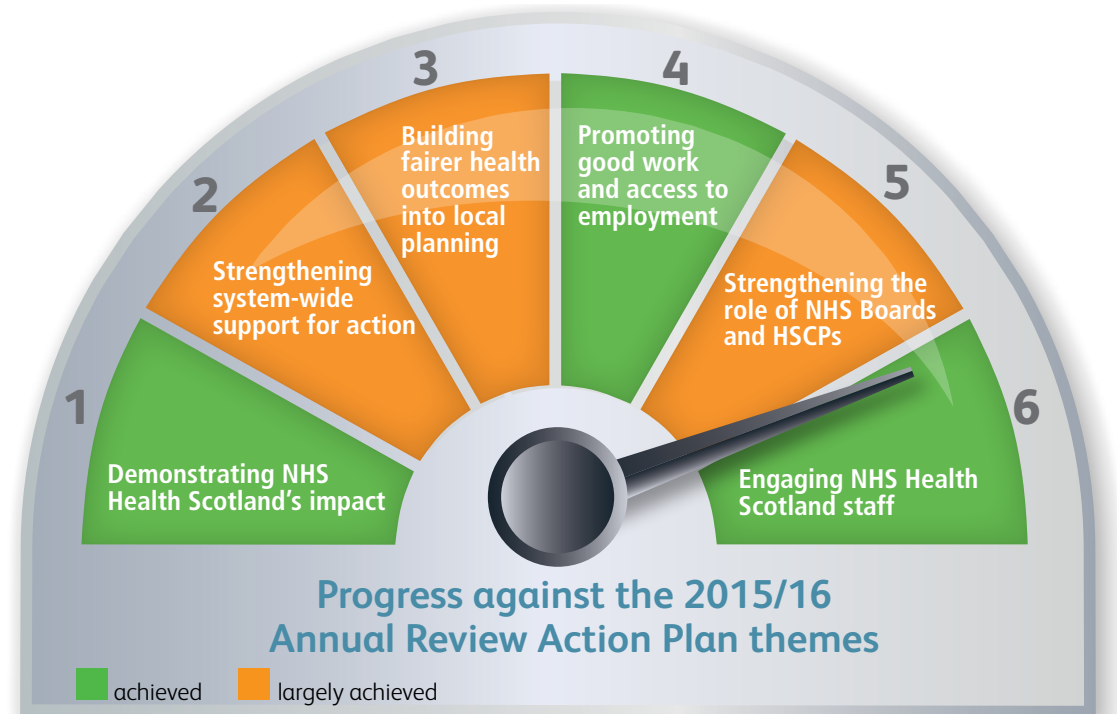 1
Demonstrating NHS
Health Scotland's impact
2
Strengthening
system-wide
support for action
3
Building
fairer health
outcomes
into local
planning
4
Promoting
good work
and access to
employment
5
Strengthening the
role of NHS Boards
and HSCPs
6
Engaging NHS Health
Scotland staff
Progress against the 2015/16
Annual Review Action Plan themes
achieved
largely achieved